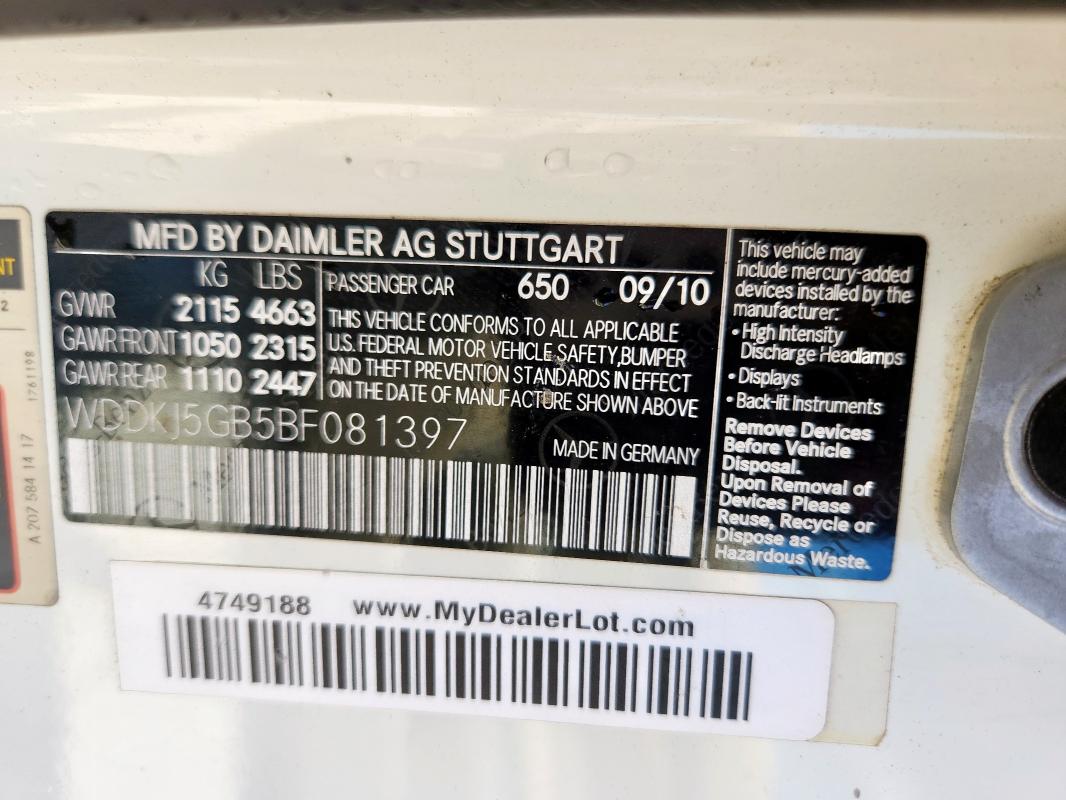 MFD BY DAIMLER AG STUTTGART
KG LBS
GVWR 2115 4663
GAWR FRONT 1050 2315
GAWR REAR 1110 2447
PASSENGER CAR 650 09/10
THIS VEHICLE CONFORMS TO ALL APPLICABLE
U.S. FEDERAL MOTOR VEHICLE SAFETY,BUMPER
AND THEFT PREVENTION STANDARDS IN EFFECT
ON THE DATE OF MANUFACTURE SHOWN ABOVE
WDDKJ5GB5BF081397
MADE IN GERMANY
This vehicle may
include mercury-added
devices installed by the
manufacturer:
• High Intensity
Discharge Headlamps
• Displays
• Back-lit Instruments
Remove Devices
Before Vehicle
Disposal.
Upon Removal of
Devices Please
Reuse, Recycle or
Dispose as
Hazardous Waste.
4749188 www.MyDealerLot.com
NT
2
A 207 584 14 17
1761198